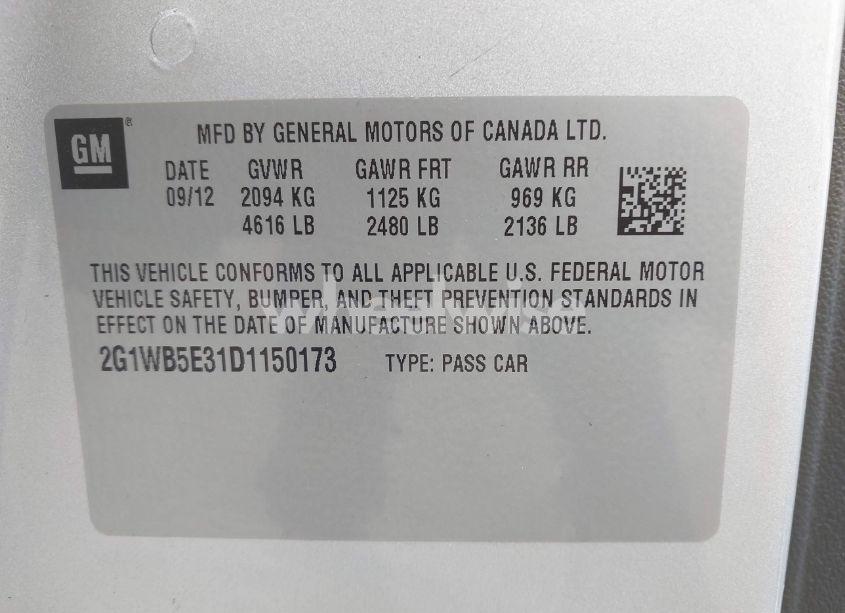 GM®
MFD BY GENERAL MOTORS OF CANADA LTD.
DATE GVWR GAWR FRT GAWR RR
09/12 2094 KG 1125 KG 969 KG
4616 LB 2480 LB 2136 LB
THIS VEHICLE CONFORMS TO ALL APPLICABLE U.S. FEDERAL MOTOR
VEHICLE SAFETY, BUMPER, AND THEFT PREVENTION STANDARDS IN
EFFECT ON THE DATE OF MANUFACTURE SHOWN ABOVE.
2G1WB5E31D1150173 TYPE: PASS CAR